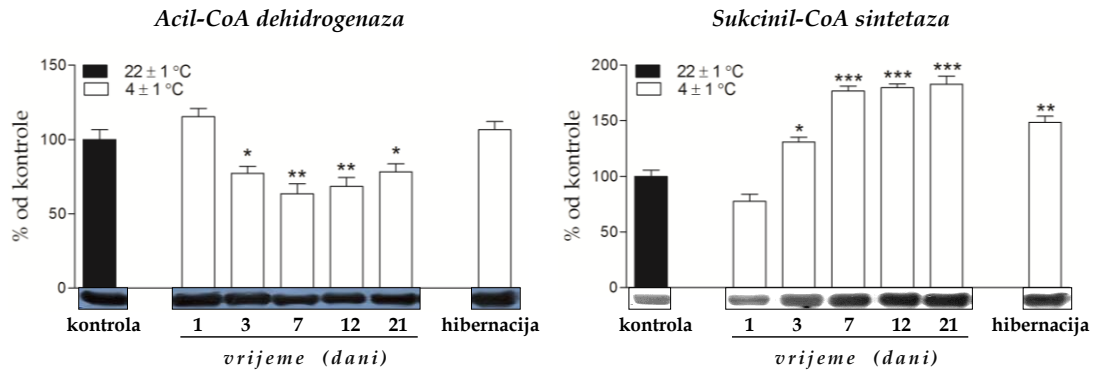 Acil-CoA dehidrogenaza
% od kontrole
150
100
50
0
22 ± 1 °C
4 ± 1 °C
*
**
**
*
kontrola
1 3 7 12 21
hibernacija
vrijeme (dani)
Sukcinil-CoA sintetaza
% od kontrole
200
150
100
50
0
22 ± 1 °C
4 ± 1 °C
*
***
***
***
**
kontrola
1 3 7 12 21
hibernacija
vrijeme (dani)